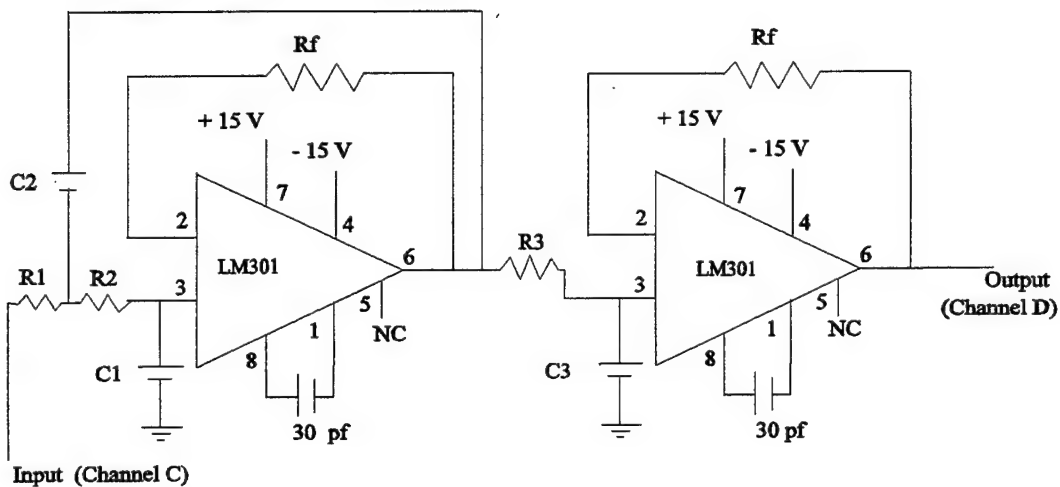 Rf
Rf
+ 15 V
- 15 V
+ 15 V
- 15 V
C2
7
4
2
LM301
6
R1
R2
3
5
NC
1
8
C1
30 pf
R3
7
4
2
LM301
6
3
5
NC
1
8
C3
30 pf
Output
(Channel D)
Input (Channel C)